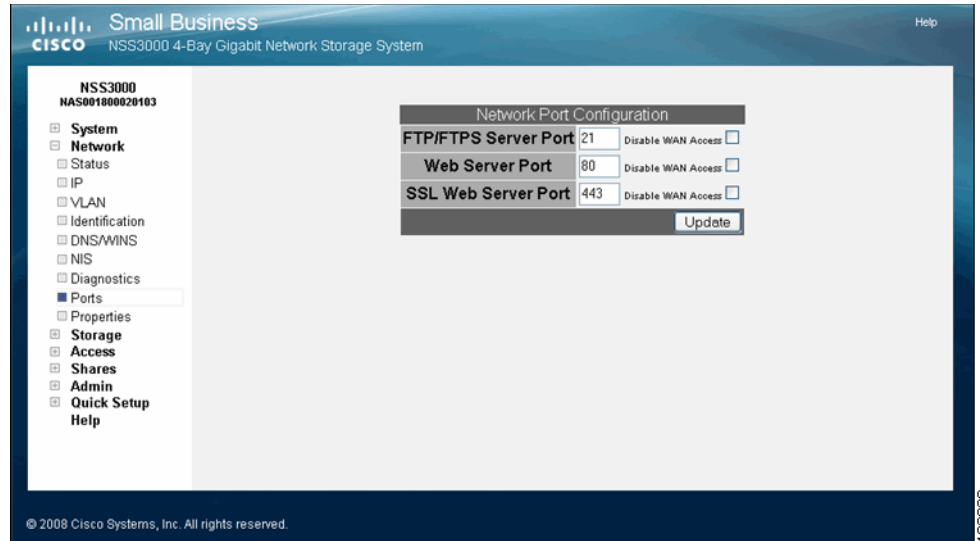 Small Business
Help
CISCO NSS3000 4-Bay Gigabit Network Storage System
NSS3000
NAS001800020103
System
Network
Status
IP
VLAN
Identification
DNS/WINS
NIS
Diagnostics
Ports
Properties
Storage
Access
Shares
Admin
Quick Setup
Help
Network Port Configuration
FTP/FTPS Server Port 21 Disable WAN Access
Web Server Port 80 Disable WAN Access
SSL Web Server Port 443 Disable WAN Access
Update
© 2008 Cisco Systems, Inc. All rights reserved.